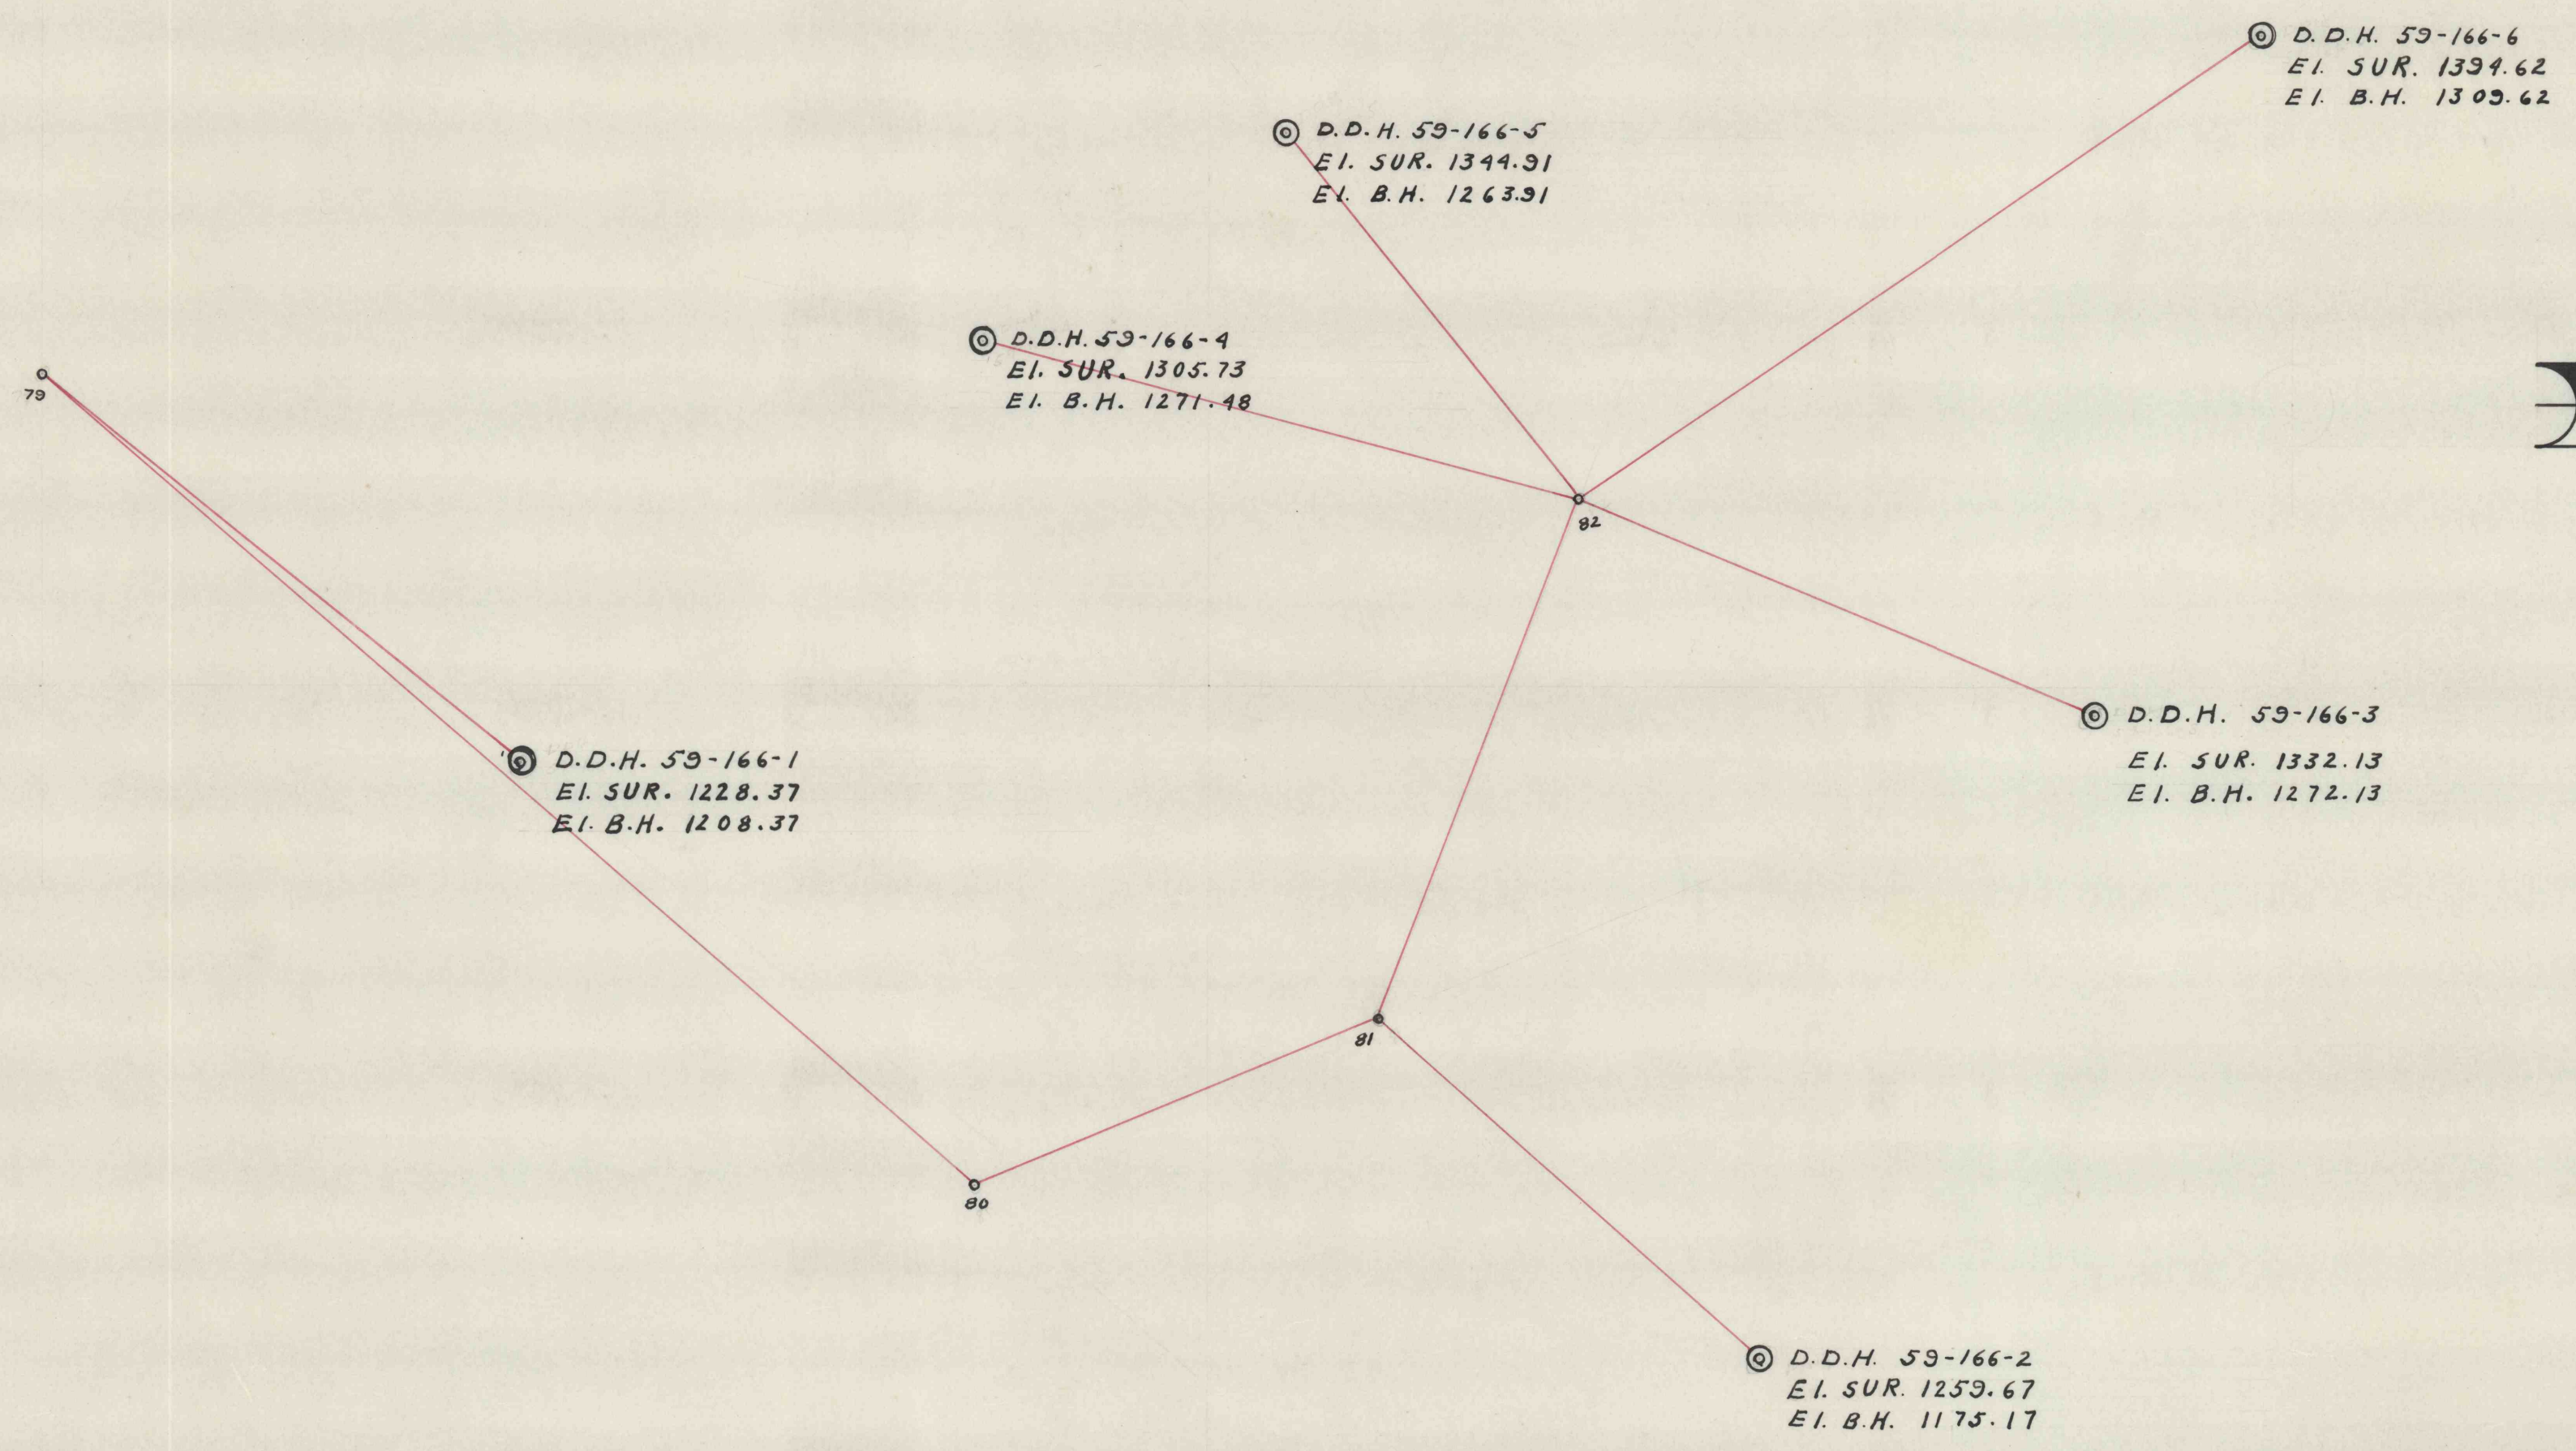 D.D.H. 59-166-6
El. SUR. 1394.62
El. B.H. 1309.62
D.D.H. 59-166-5
El. SUR. 1344.91
El. B.H. 1263.91
D.D.H. 59-166-4
El. SUR. 1305.73
El. B.H. 1271.48
79
82
D.D.H. 59-166-3
El. SUR. 1332.13
El. B.H. 1272.13
D.D.H. 59-166-1
El. SUR. 1228.37
El. B.H. 1208.37
81
80
D.D.H. 59-166-2
El. SUR. 1259.67
El. B.H. 1175.17